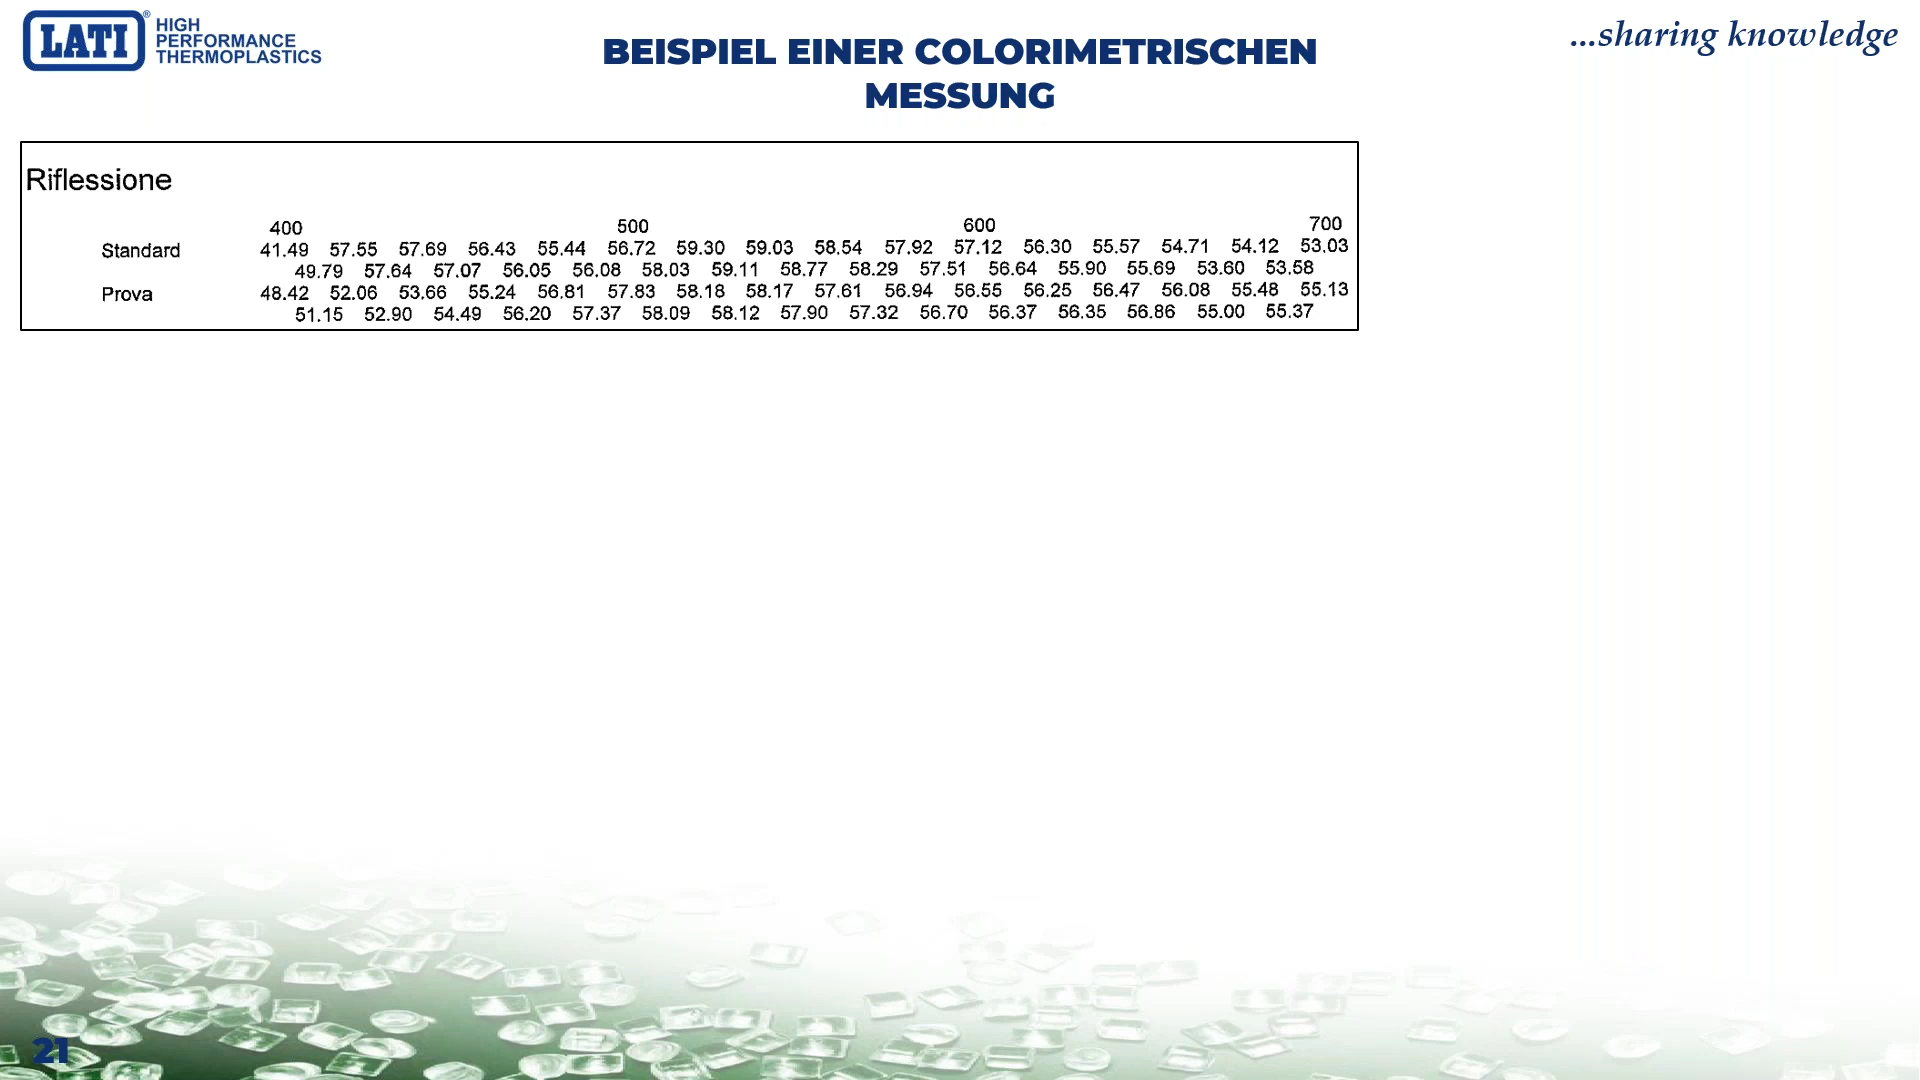 LATI®
HIGH
PERFORMANCE
THERMOPLASTICS
...sharing knowledge
BEISPIEL EINER COLORIMETRISCHEN
MESSUNG
Riflessione
400 500 600 700
Standard 41.49 57.55 57.69 56.43 55.44 56.72 59.30 59.03 58.54 57.92 57.12 56.30 55.57 54.71 54.12 53.03
49.79 57.64 57.07 56.05 56.08 58.03 59.11 58.77 58.29 57.51 56.64 55.90 55.69 53.60 53.58
Prova 48.42 52.06 53.66 55.24 56.81 57.83 58.18 58.17 57.61 56.94 56.55 56.25 56.47 56.08 55.48 55.13
51.15 52.90 54.49 56.20 57.37 58.09 58.12 57.90 57.32 56.70 56.37 56.35 56.86 55.00 55.37
21